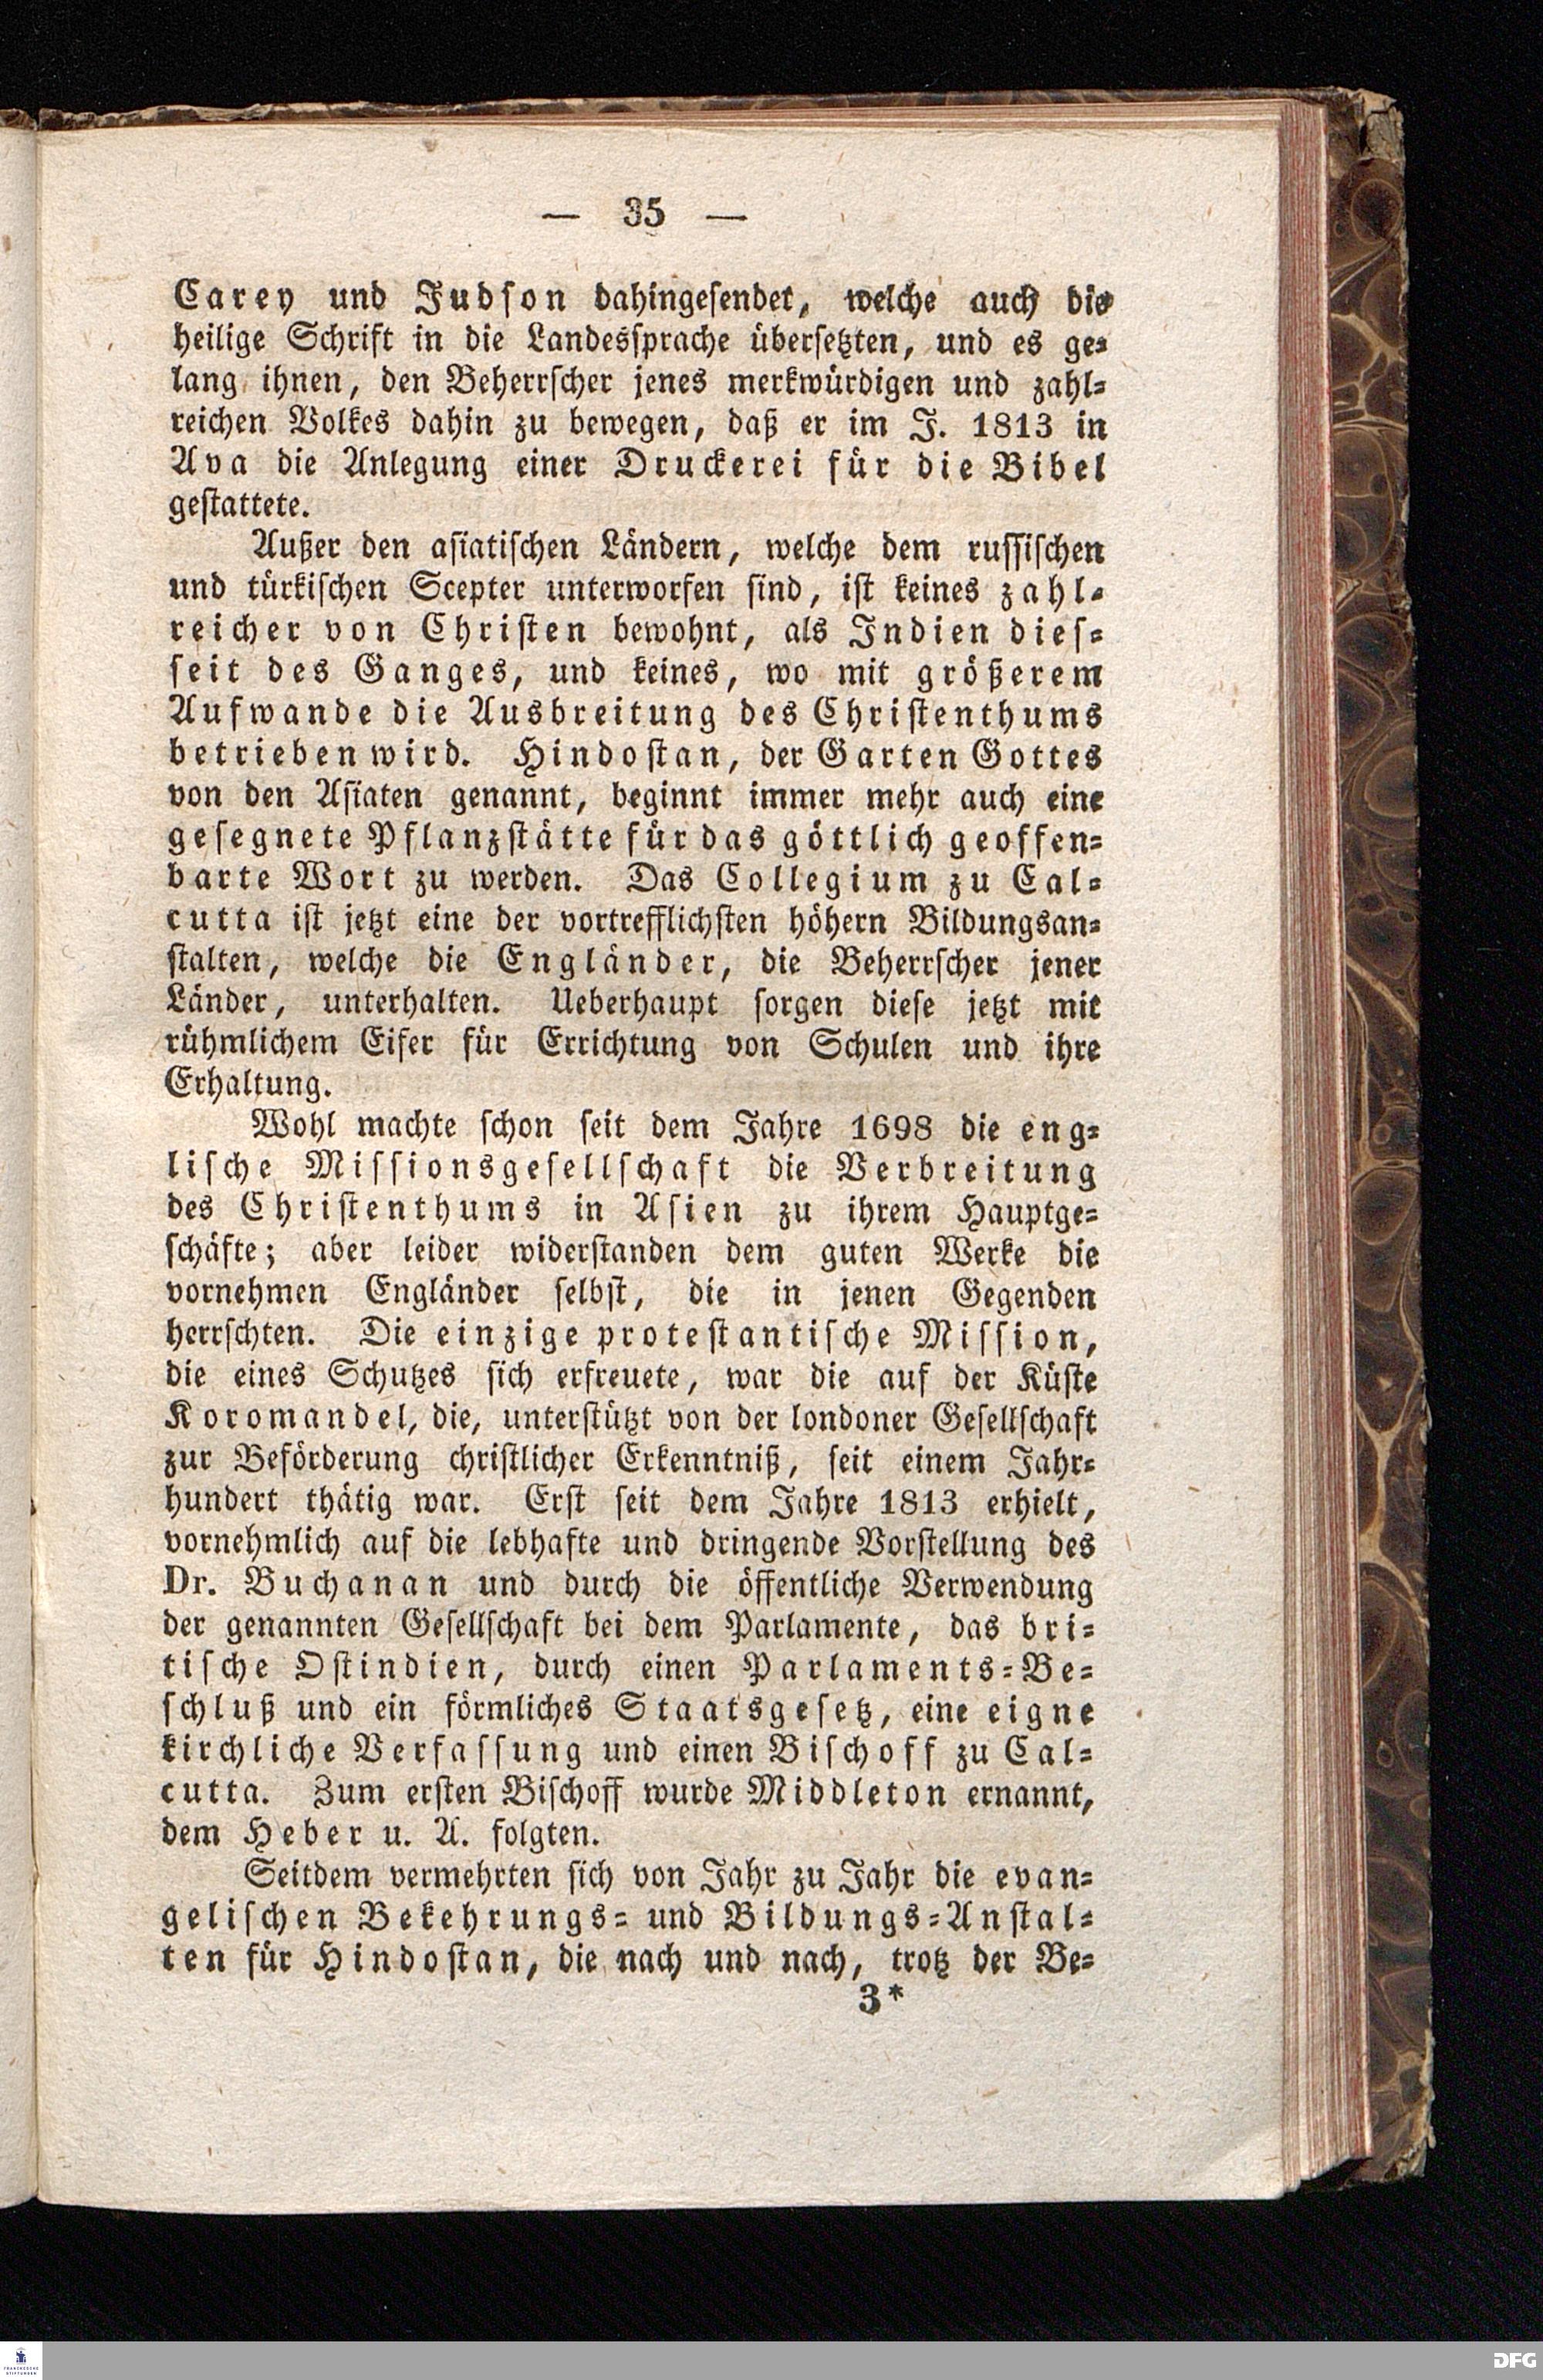 — 35 —
Carey und Judson dahingesendet, welche auch die
heilige Schrift in die Landessprache übersetzten, und es ge-
lang ihnen, den Beherrscher jenes merkwürdigen und zahl-
reichen Volkes dahin zu bewegen, daß er im J. 1813 in
Ava die Anlegung einer Druckerei für die Bibel
gestattete.
Außer den asiatischen Ländern, welche dem russischen
und türkischen Scepter unterworfen sind, ist keines zahl-
reicher von Christen bewohnt, als Indien dies-
seit des Ganges, und keines, wo mit größerem
Aufwande die Ausbreitung des Christenthums
betrieben wird. Hindostan, der Garten Gottes
von den Asiaten genannt, beginnt immer mehr auch eine
gesegnete Pflanzstätte für das göttlich geoffen-
barte Wort zu werden. Das Collegium zu Cal-
cutta ist jetzt eine der vortrefflichsten höhern Bildungsan-
stalten, welche die Engländer, die Beherrscher jener
Länder, unterhalten. Ueberhaupt sorgen diese jetzt mit
rühmlichem Eifer für Errichtung von Schulen und ihre
Erhaltung.
Wohl machte schon seit dem Jahre 1698 die eng-
lische Missionsgesellschaft die Verbreitung
des Christenthums in Asien zu ihrem Hauptge-
schäfte; aber leider widerstanden dem guten Werke die
vornehmen Engländer selbst, die in jenen Gegenden
herrschten. Die einzige protestantische Mission,
die eines Schutzes sich erfreuete, war die auf der Küste
Koromandel, die, unterstützt von der londoner Gesellschaft
zur Beförderung christlicher Erkenntniß, seit einem Jahr-
hundert thätig war. Erst seit dem Jahre 1813 erhielt,
vornehmlich auf die lebhafte und dringende Vorstellung des
Dr. Buchanan und durch die öffentliche Verwendung
der genannten Gesellschaft bei dem Parlamente, das bri-
tische Ostindien, durch einen Parlaments-Be-
schluß und ein förmliches Staatsgesetz, eine eigne
kirchliche Verfassung und einen Bischoff zu Cal-
cutta. Zum ersten Bischoff wurde Middleton ernannt,
dem Heber u. A. folgten.
Seitdem vermehrten sich von Jahr zu Jahr die evan-
gelischen Bekehrungs- und Bildungs-Anstal-
ten für Hindostan, die nach und nach, trotz der Be-
3*
FRANCKESCHE
STIFTUNGEN
DFG